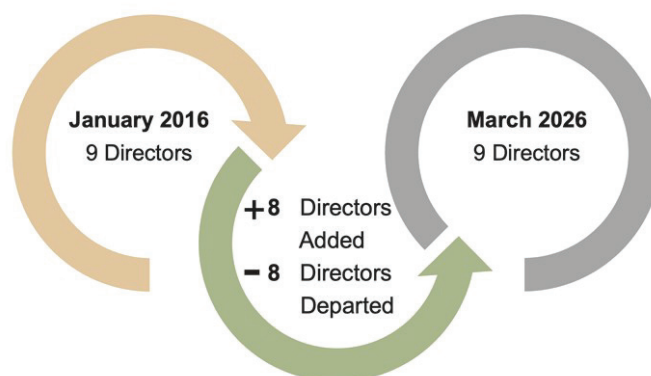 January 2016
9 Directors
+8 Directors
Added
- 8 Directors
Departed
March 2026
9 Directors